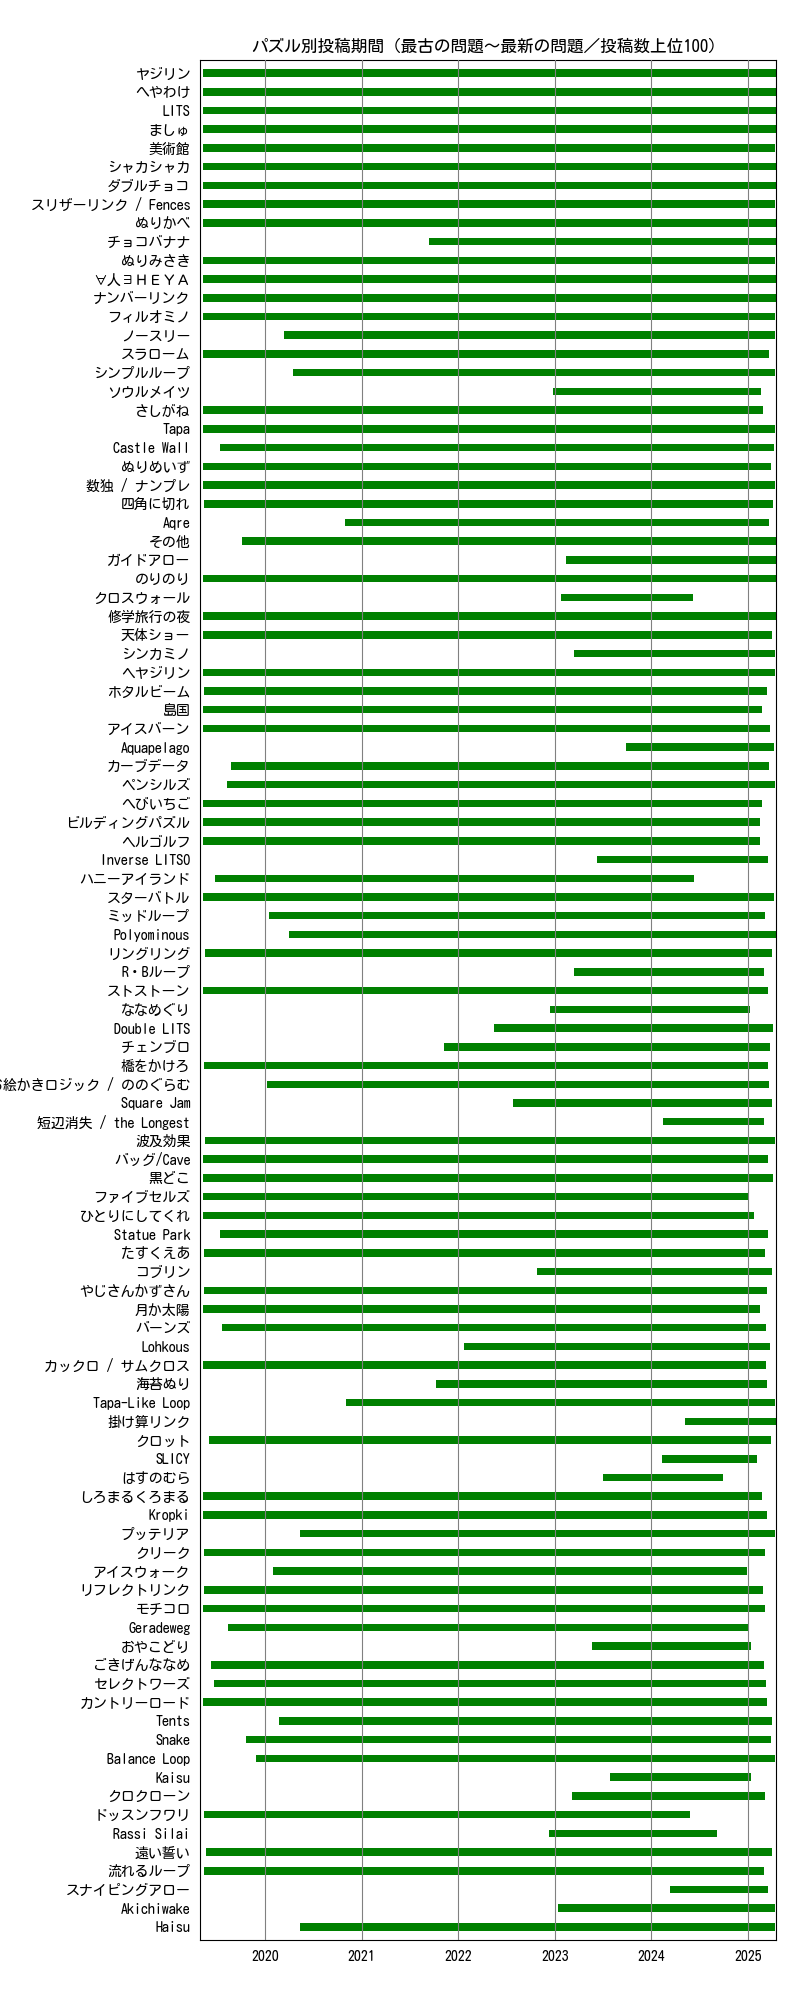 パズル別投稿期間（最古の問題～最新の問題／投稿数上位100）
ヤジリン
へやわけ
LITS
ましゅ
美術館
シャカシャカ
ダブルチョコ
スリザーリンク / Fences
ぬりかべ
チョコバナナ
ぬりみさき
∀人∃ＨＥＹＡ
ナンバーリンク
フィルオミノ
ノースリー
スラローム
シンプルループ
ソウルメイツ
さしがね
Tapa
Castle Wall
ぬりめいず
数独 / ナンプレ
四角に切れ
Aqre
その他
ガイドアロー
のりのり
クロスウォール
修学旅行の夜
天体ショー
シンカミノ
ヘヤジリン
ホタルビーム
島国
アイスバーン
Aquapelago
カーブデータ
ペンシルズ
へびいちご
ビルディングパズル
ヘルゴルフ
Inverse LITSO
ハニーアイランド
スターバトル
ミッドループ
Polyominous
リングリング
R・Bループ
ストストーン
ななめぐり
Double LITS
チェンブロ
橋をかけろ
絵かきロジック / ののぐらむ
Square Jam
短辺消失 / the Longest
波及効果
バッグ/Cave
黒どこ
ファイブセルズ
ひとりにしてくれ
Statue Park
たすくえあ
コブリン
やじさんかずさん
月か太陽
バーンズ
Lohkous
カックロ / サムクロス
海苔ぬり
Tapa-Like Loop
掛け算リンク
クロット
SLICY
はすのむら
しろまるくろまる
Kropki
プッテリア
クリーク
アイスウォーク
リフレクトリンク
モチコロ
Geradeweg
おやこどり
ごきげんななめ
セレクトワーズ
カントリーロード
Tents
Snake
Balance Loop
Kaisu
クロクローン
ドッスンフワリ
Rassi Silai
遠い誓い
流れるループ
スナイピングアロー
Akichiwake
Haisu
2020 2021 2022 2023 2024 2025